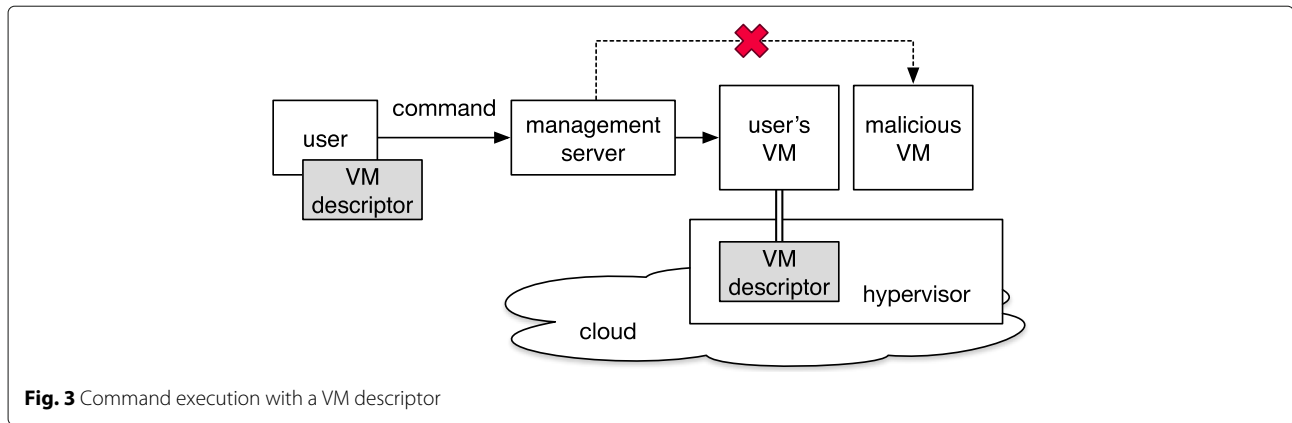 command
user
VM
descriptor
management
server
user's
VM
malicious
VM
VM
descriptor
hypervisor
cloud
Fig. 3 Command execution with a VM descriptor